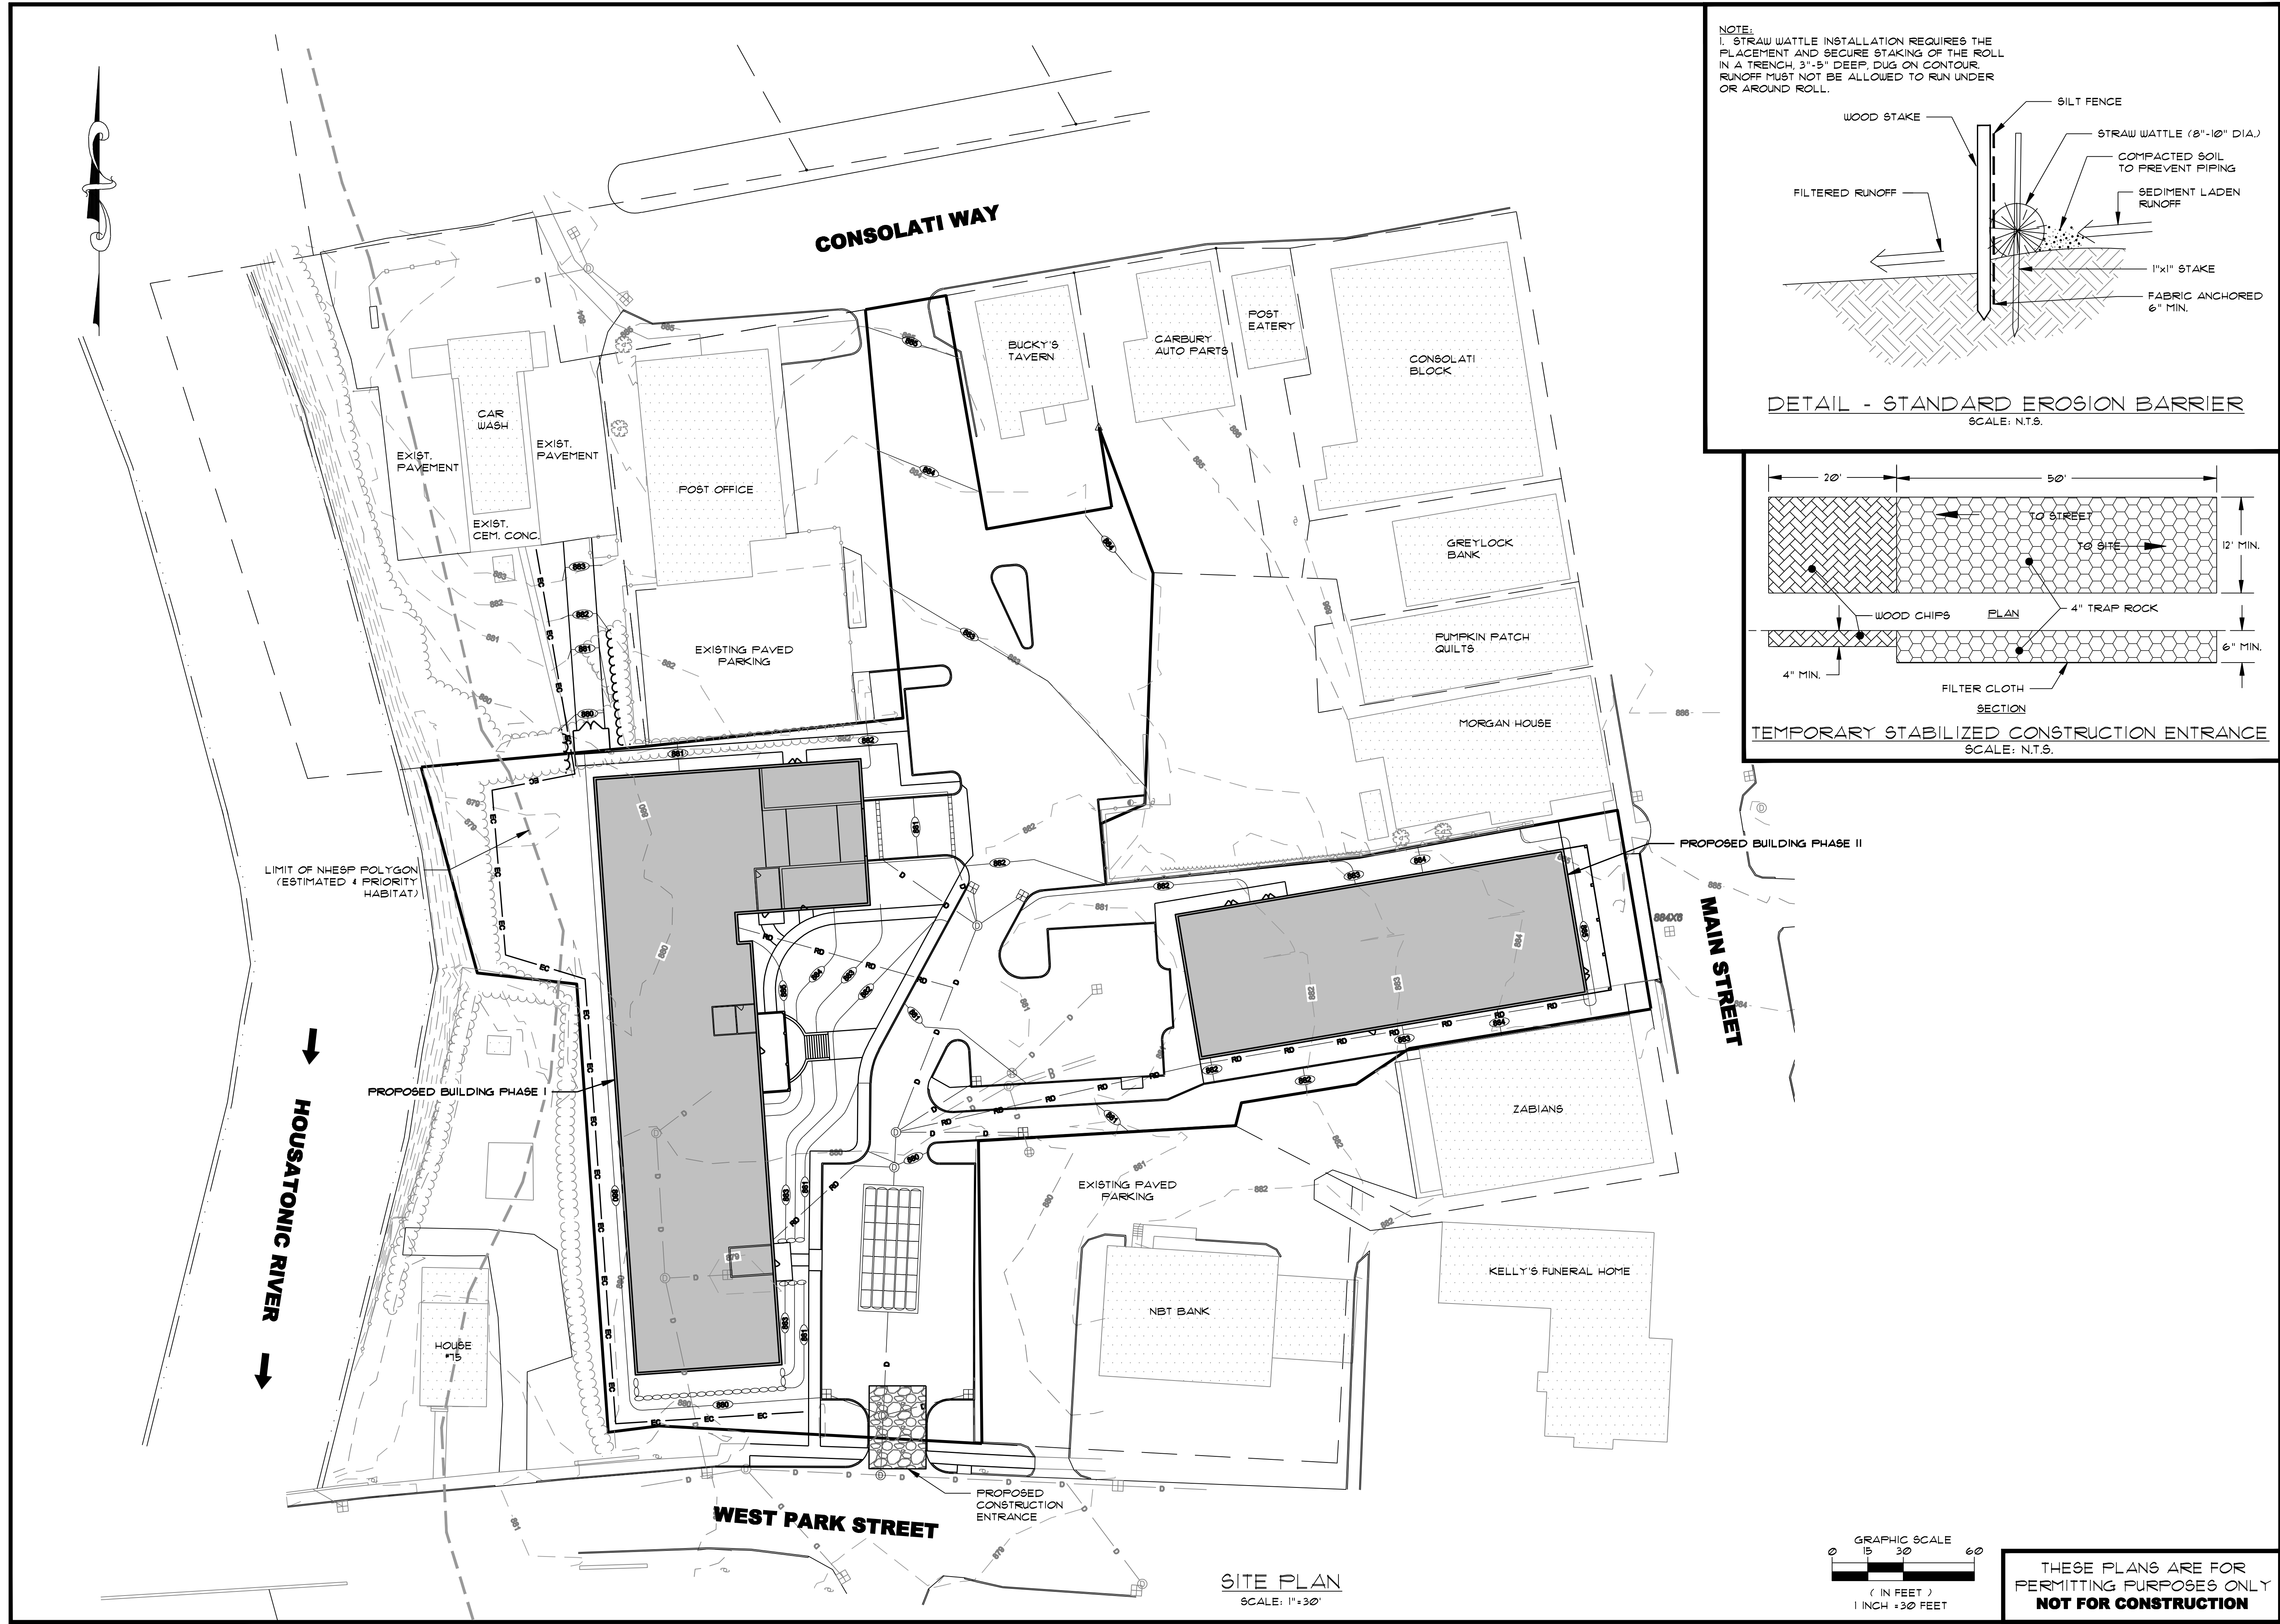 NOTE:
1. STRAW WATTLE INSTALLATION REQUIRES THE
PLACEMENT AND SECURE STAKING OF THE ROLL
IN A TRENCH, 3"-5" DEEP, DUG ON CONTOUR.
RUNOFF MUST NOT BE ALLOWED TO RUN UNDER
OR AROUND ROLL.
SILT FENCE
WOOD STAKE
STRAW WATTLE (8"-10" DIA.)
COMPACTED SOIL
TO PREVENT PIPING
FILTERED RUNOFF
SEDIMENT LADEN
RUNOFF
1"x1" STAKE
FABRIC ANCHORED
6" MIN.
DETAIL - STANDARD EROSION BARRIER
SCALE: N.T.S.
20'
50'
TO STREET
TO SITE
12' MIN.
WOOD CHIPS
PLAN
4" TRAP ROCK
6" MIN.
4" MIN.
FILTER CLOTH
SECTION
TEMPORARY STABILIZED CONSTRUCTION ENTRANCE
SCALE: N.T.S.
CONSOLATI WAY
BUCKY'S
TAVERN
CARBURY
AUTO PARTS
POST
EATERY
CONSOLATI
BLOCK
CAR
WASH
EXIST.
PAVEMENT
EXIST.
PAVEMENT
POST OFFICE
EXIST.
CEM. CONC.
GREYLOCK
BANK
EXISTING PAVED
PARKING
PUMPKIN PATCH
QUILTS
MORGAN HOUSE
LIMIT OF NHESP POLYGON
(ESTIMATED & PRIORITY
HABITAT)
PROPOSED BUILDING PHASE II
MAIN STREET
884X6
PROPOSED BUILDING PHASE I
HOUSATONIC RIVER
ZABIANS
EXISTING PAVED
PARKING
KELLY'S FUNERAL HOME
NBT BANK
HOUSE
#75
PROPOSED
CONSTRUCTION
ENTRANCE
WEST PARK STREET
SITE PLAN
SCALE: 1"=30'
GRAPHIC SCALE
0 15 30 60
( IN FEET )
1 INCH = 30 FEET
THESE PLANS ARE FOR
PERMITTING PURPOSES ONLY
NOT FOR CONSTRUCTION